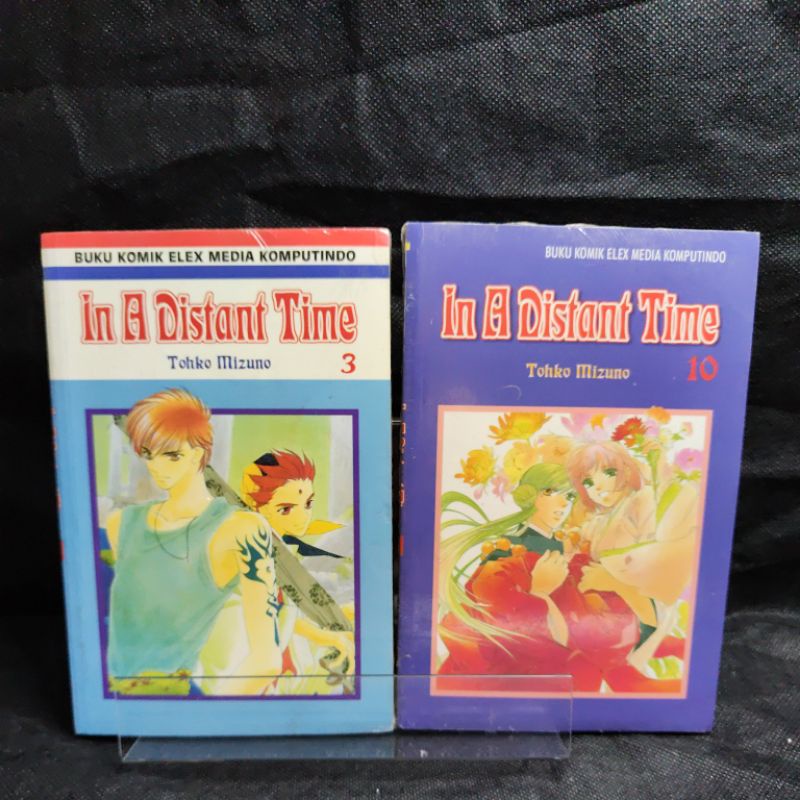 BUKU KOMIK ELEX MEDIA KOMPUTINDO
In A Distant Time
Tohko Mizuno
3
BUKU KOMIK ELEX MEDIA KOMPUTINDO
In A Distant Time
Tohko Mizuno
10